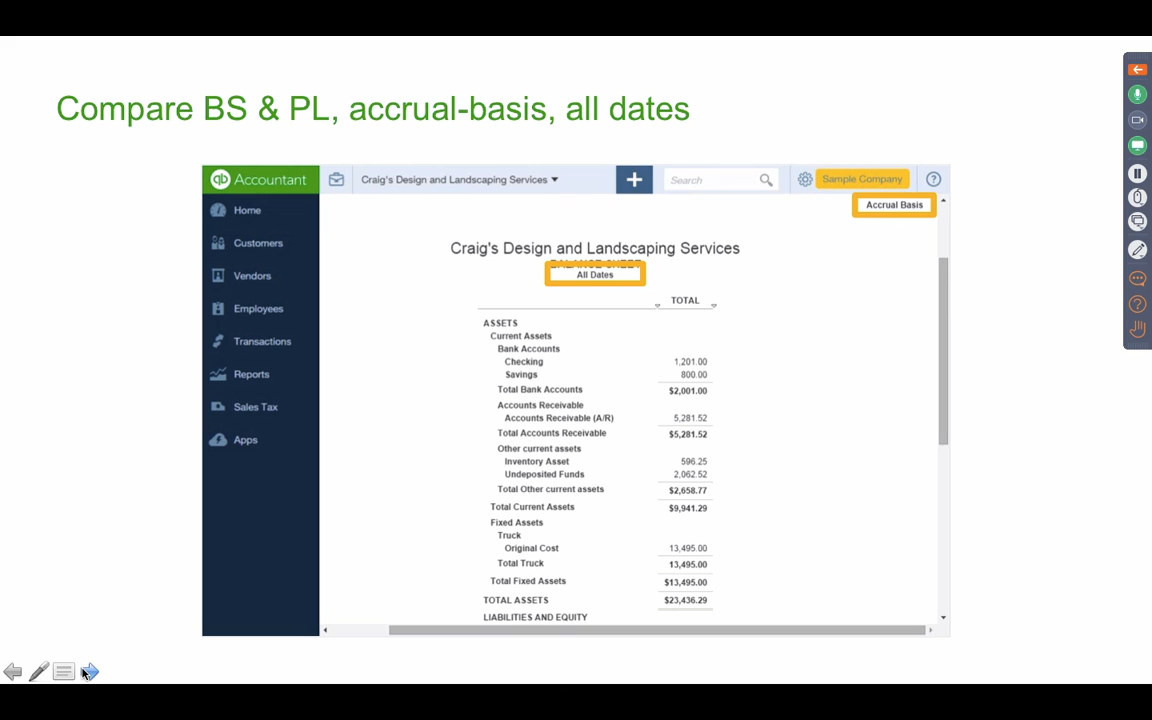 Compare BS & PL, accrual-basis, all dates
qb Accountant
Craig's Design and Landscaping Services
Search
Sample Company
Accrual Basis
Home
Customers
Vendors
Employees
Transactions
Reports
Sales Tax
Apps
Craig's Design and Landscaping Services
BALANCE SHEET
All Dates
TOTAL
ASSETS
Current Assets
Bank Accounts
Checking 1,201.00
Savings 800.00
Total Bank Accounts $2,001.00
Accounts Receivable
Accounts Receivable (A/R) 5,281.52
Total Accounts Receivable $5,281.52
Other current assets
Inventory Asset 596.25
Undeposited Funds 2,062.52
Total Other current assets $2,658.77
Total Current Assets $9,941.29
Fixed Assets
Truck
Original Cost 13,495.00
Total Truck 13,495.00
Total Fixed Assets $13,495.00
TOTAL ASSETS $23,436.29
LIABILITIES AND EQUITY